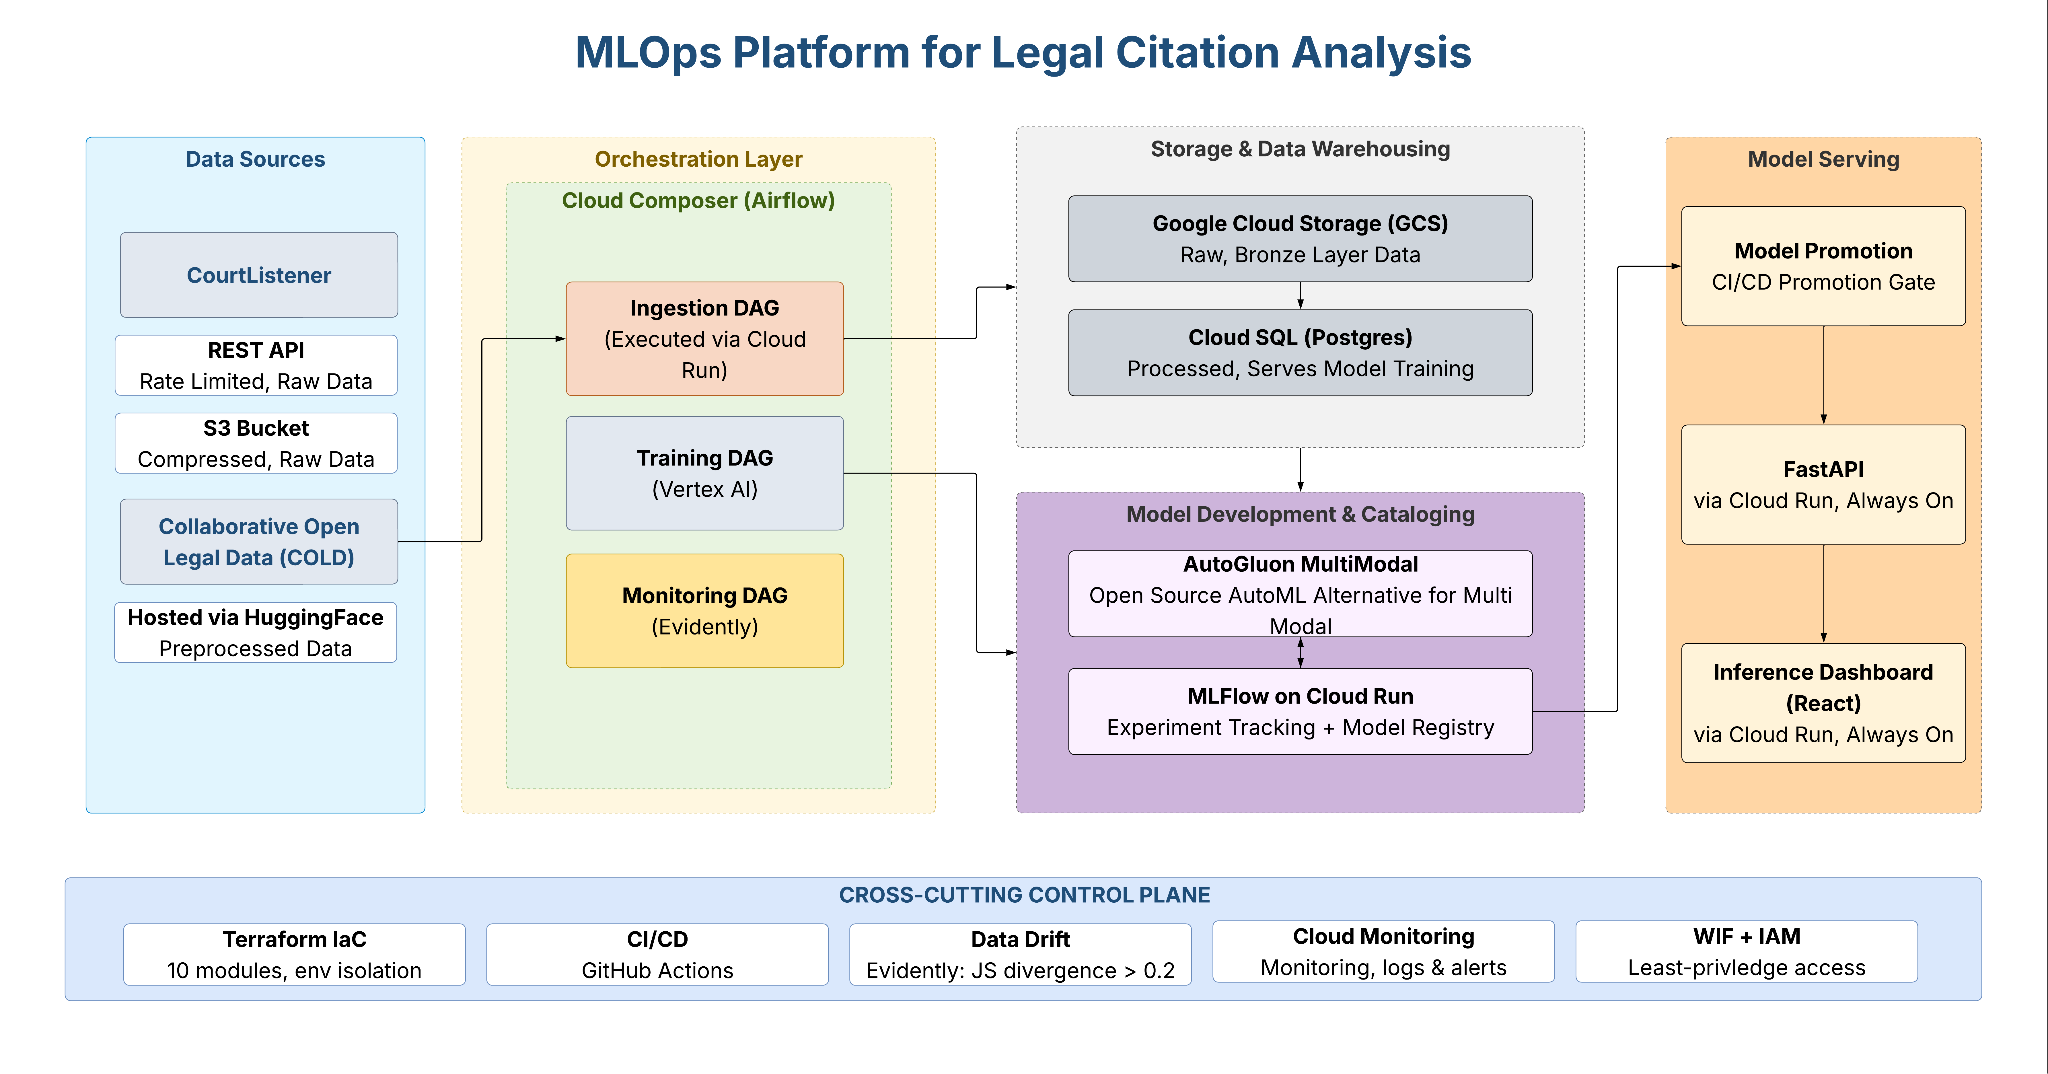 MLOps Platform for Legal Citation Analysis
Data Sources
CourtListener
REST API
Rate Limited, Raw Data
S3 Bucket
Compressed, Raw Data
Collaborative Open
Legal Data (COLD)
Hosted via HuggingFace
Preprocessed Data
Orchestration Layer
Cloud Composer (Airflow)
Ingestion DAG
(Executed via Cloud
Run)
Training DAG
(Vertex AI)
Monitoring DAG
(Evidently)
Storage & Data Warehousing
Google Cloud Storage (GCS)
Raw, Bronze Layer Data
Cloud SQL (Postgres)
Processed, Serves Model Training
Model Development & Cataloging
AutoGluon MultiModal
Open Source AutoML Alternative for Multi
Modal
MLFlow on Cloud Run
Experiment Tracking + Model Registry
Model Serving
Model Promotion
CI/CD Promotion Gate
FastAPI
via Cloud Run, Always On
Inference Dashboard
(React)
via Cloud Run, Always On
CROSS-CUTTING CONTROL PLANE
Terraform IaC
10 modules, env isolation
CI/CD
GitHub Actions
Data Drift
Evidently: JS divergence > 0.2
Cloud Monitoring
Monitoring, logs & alerts
WIF + IAM
Least-privledge access